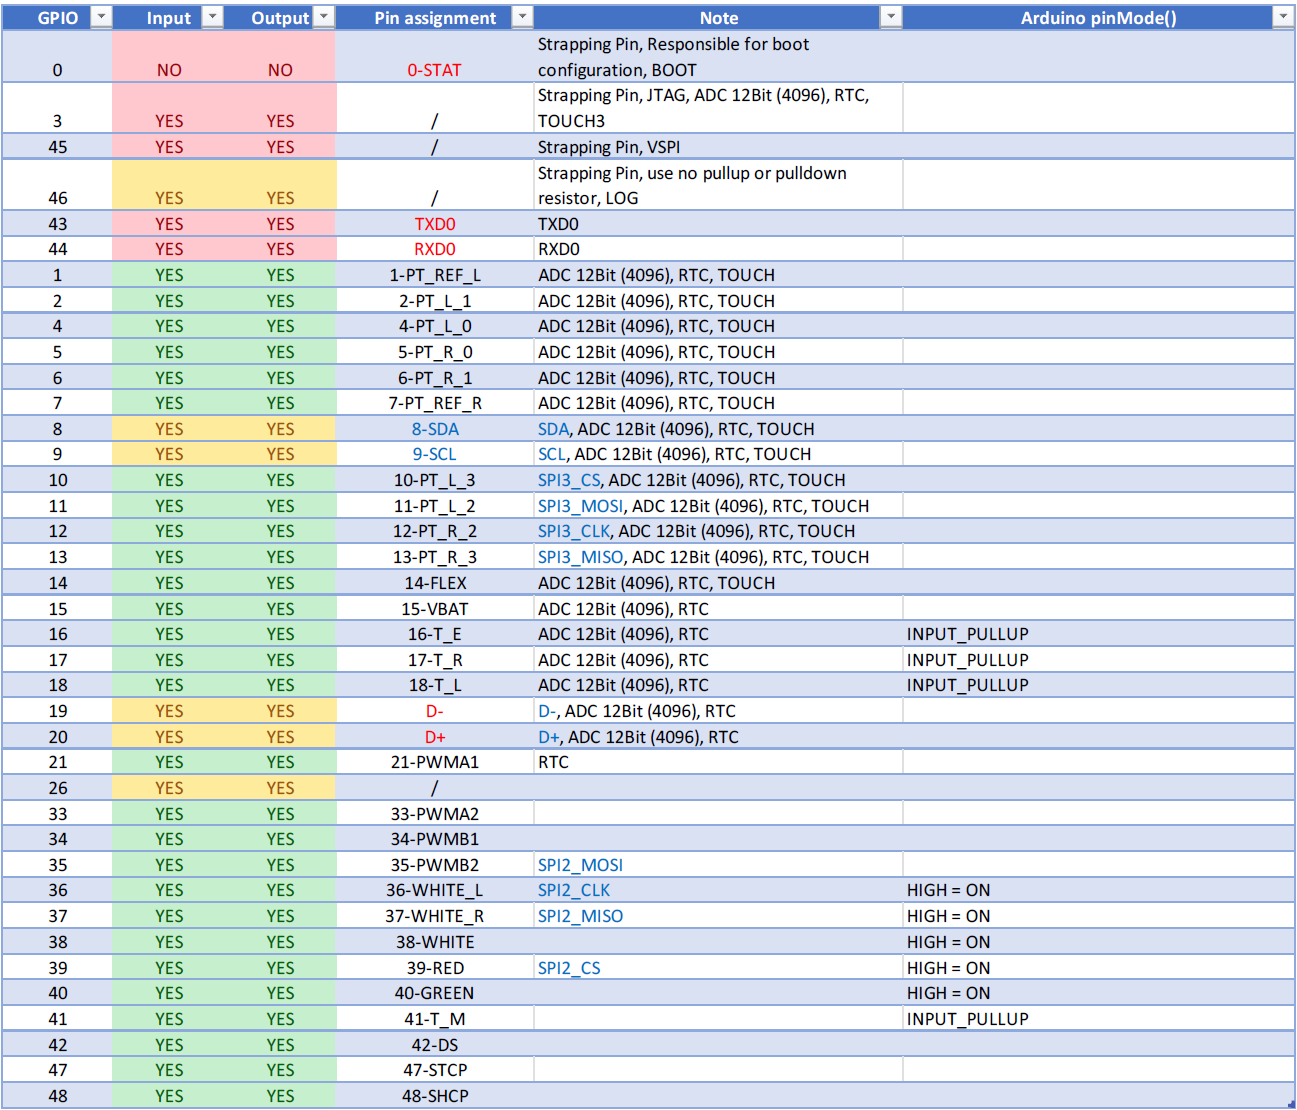 GPIO Input Output Pin assignment Note Arduino pinMode()
0 NO NO 0-STAT Strapping Pin, Responsible for boot
configuration, BOOT
3 YES YES / Strapping Pin, JTAG, ADC 12Bit (4096), RTC,
TOUCH3
45 YES YES / Strapping Pin, VSPI
46 YES YES / Strapping Pin, use no pullup or pulldown
resistor, LOG
43 YES YES TXD0 TXD0
44 YES YES RXD0 RXD0
1 YES YES 1-PT_REF_L ADC 12Bit (4096), RTC, TOUCH
2 YES YES 2-PT_L_1 ADC 12Bit (4096), RTC, TOUCH
4 YES YES 4-PT_L_0 ADC 12Bit (4096), RTC, TOUCH
5 YES YES 5-PT_R_0 ADC 12Bit (4096), RTC, TOUCH
6 YES YES 6-PT_R_1 ADC 12Bit (4096), RTC, TOUCH
7 YES YES 7-PT_REF_R ADC 12Bit (4096), RTC, TOUCH
8 YES YES 8-SDA SDA, ADC 12Bit (4096), RTC, TOUCH
9 YES YES 9-SCL SCL, ADC 12Bit (4096), RTC, TOUCH
10 YES YES 10-PT_L_3 SPI3_CS, ADC 12Bit (4096), RTC, TOUCH
11 YES YES 11-PT_L_2 SPI3_MOSI, ADC 12Bit (4096), RTC, TOUCH
12 YES YES 12-PT_R_2 SPI3_CLK, ADC 12Bit (4096), RTC, TOUCH
13 YES YES 13-PT_R_3 SPI3_MISO, ADC 12Bit (4096), RTC, TOUCH
14 YES YES 14-FLEX ADC 12Bit (4096), RTC, TOUCH
15 YES YES 15-VBAT ADC 12Bit (4096), RTC
16 YES YES 16-T_E ADC 12Bit (4096), RTC INPUT_PULLUP
17 YES YES 17-T_R ADC 12Bit (4096), RTC INPUT_PULLUP
18 YES YES 18-T_L ADC 12Bit (4096), RTC INPUT_PULLUP
19 YES YES D- D-, ADC 12Bit (4096), RTC
20 YES YES D+ D+, ADC 12Bit (4096), RTC
21 YES YES 21-PWMA1 RTC
26 YES YES /
33 YES YES 33-PWMA2
34 YES YES 34-PWMB1
35 YES YES 35-PWMB2 SPI2_MOSI
36 YES YES 36-WHITE_L SPI2_CLK HIGH = ON
37 YES YES 37-WHITE_R SPI2_MISO HIGH = ON
38 YES YES 38-WHITE HIGH = ON
39 YES YES 39-RED SPI2_CS HIGH = ON
40 YES YES 40-GREEN HIGH = ON
41 YES YES 41-T_M INPUT_PULLUP
42 YES YES 42-DS
47 YES YES 47-STCP
48 YES YES 48-SHCP